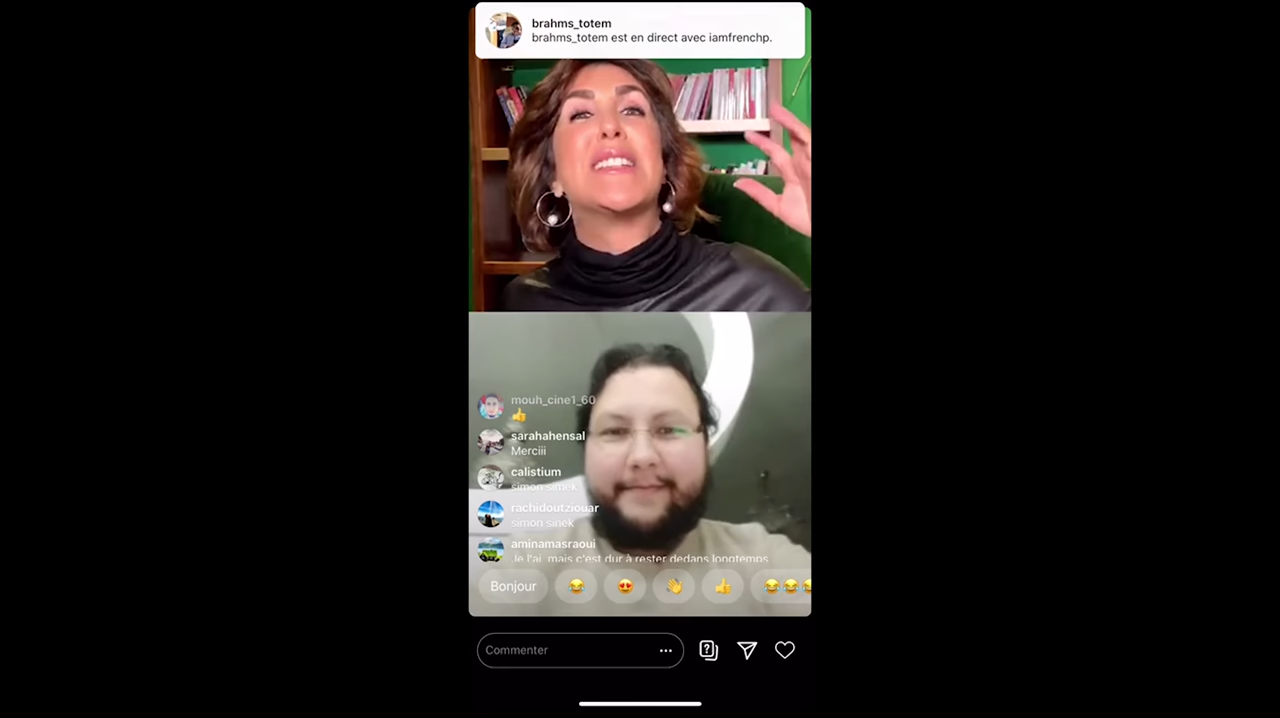 brahms_totem
brahms_totem est en direct avec iamfrenchp.
mouh_cine1_60
👍
sarahahensal
Merciii
calistium
simon sinek
rachidoutziouar
simon sinek
aminamasraoui
Je l'ai, mais c'est dur à rester dedans longtemps
Bonjour 😂 😍 👏 👍 😂😂😂
Commenter